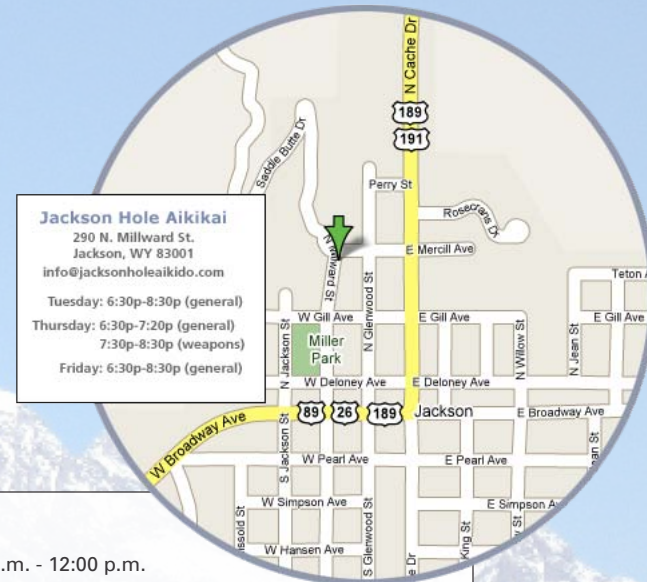 Jackson Hole Aikikai
290 N. Millward St.
Jackson, WY 83001
info@jacksonholeaikido.com
Tuesday: 6:30p-8:30p (general)
Thursday: 6:30p-7:20p (general)
7:30p-8:30p (weapons)
Friday: 6:30p-8:30p (general)
N Cache Dr
189
191
Saddle Butte Dr
Perry St
Rosecrans Dr
N Millward St
E Mercill Ave
N Glenwood St
Teton
W Gill Ave
E Gill Ave
E Gill Ave
N Jackson St
Miller
Park
N Willow St
N Jean St
W Deloney Ave
E Deloney Ave
89
26
189
Jackson
E Broadway Ave
W Broadway Ave
S Jackson St
W Pearl Ave
E Pearl Ave
W Simpson Ave
E Simpson
S Glenwood St
King St
W Hansen Ave
.m. - 12:00 p.m.